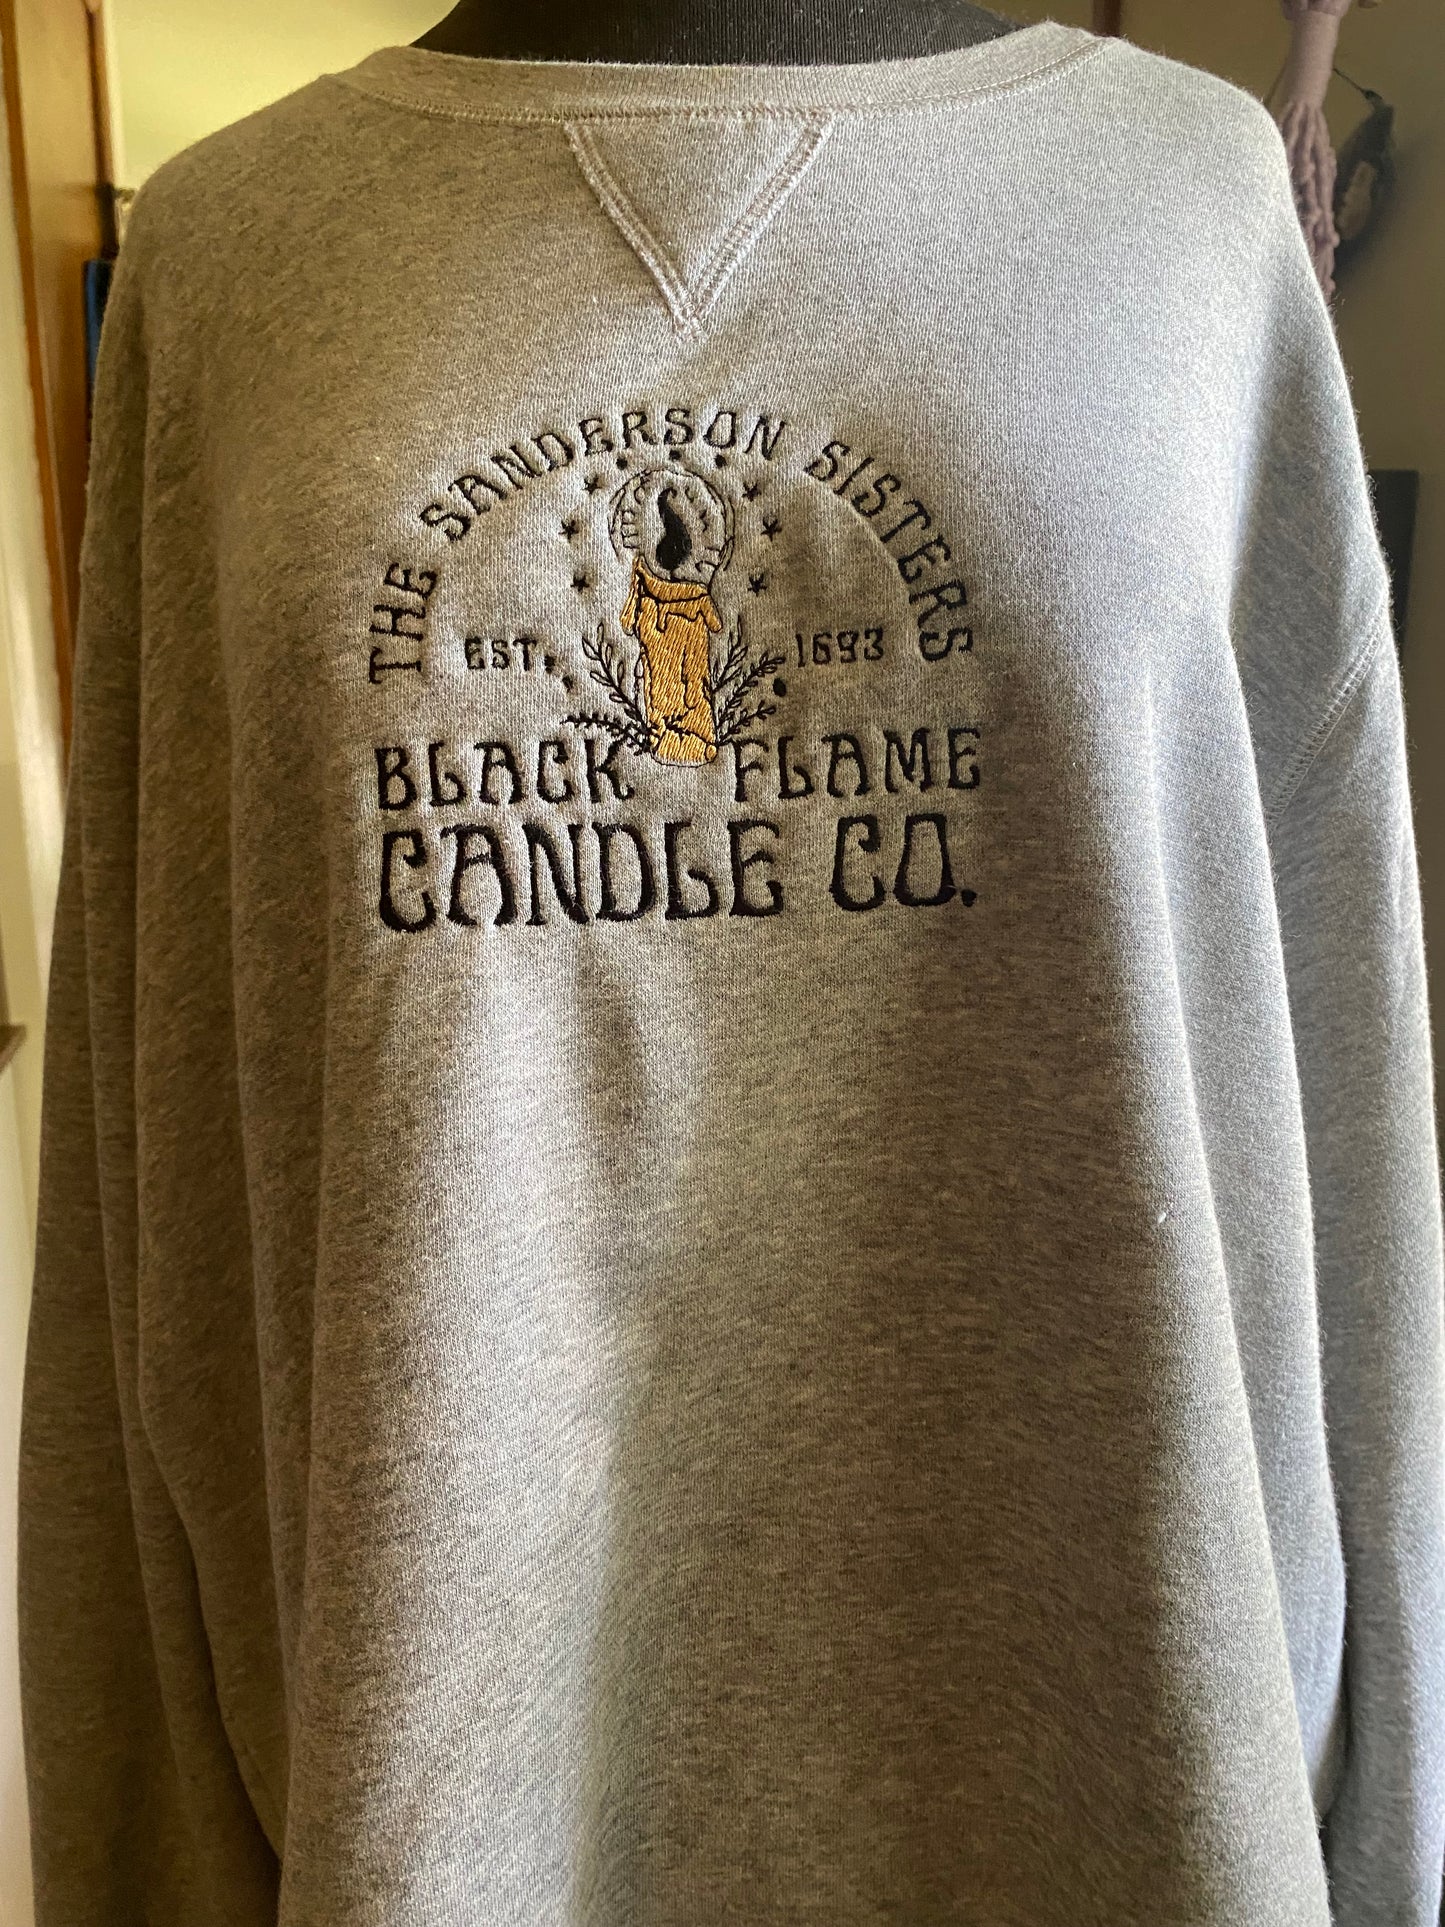 THE SANDERSON SISTERS
EST. 1693
BLACK FLAME
CANDLE CO.